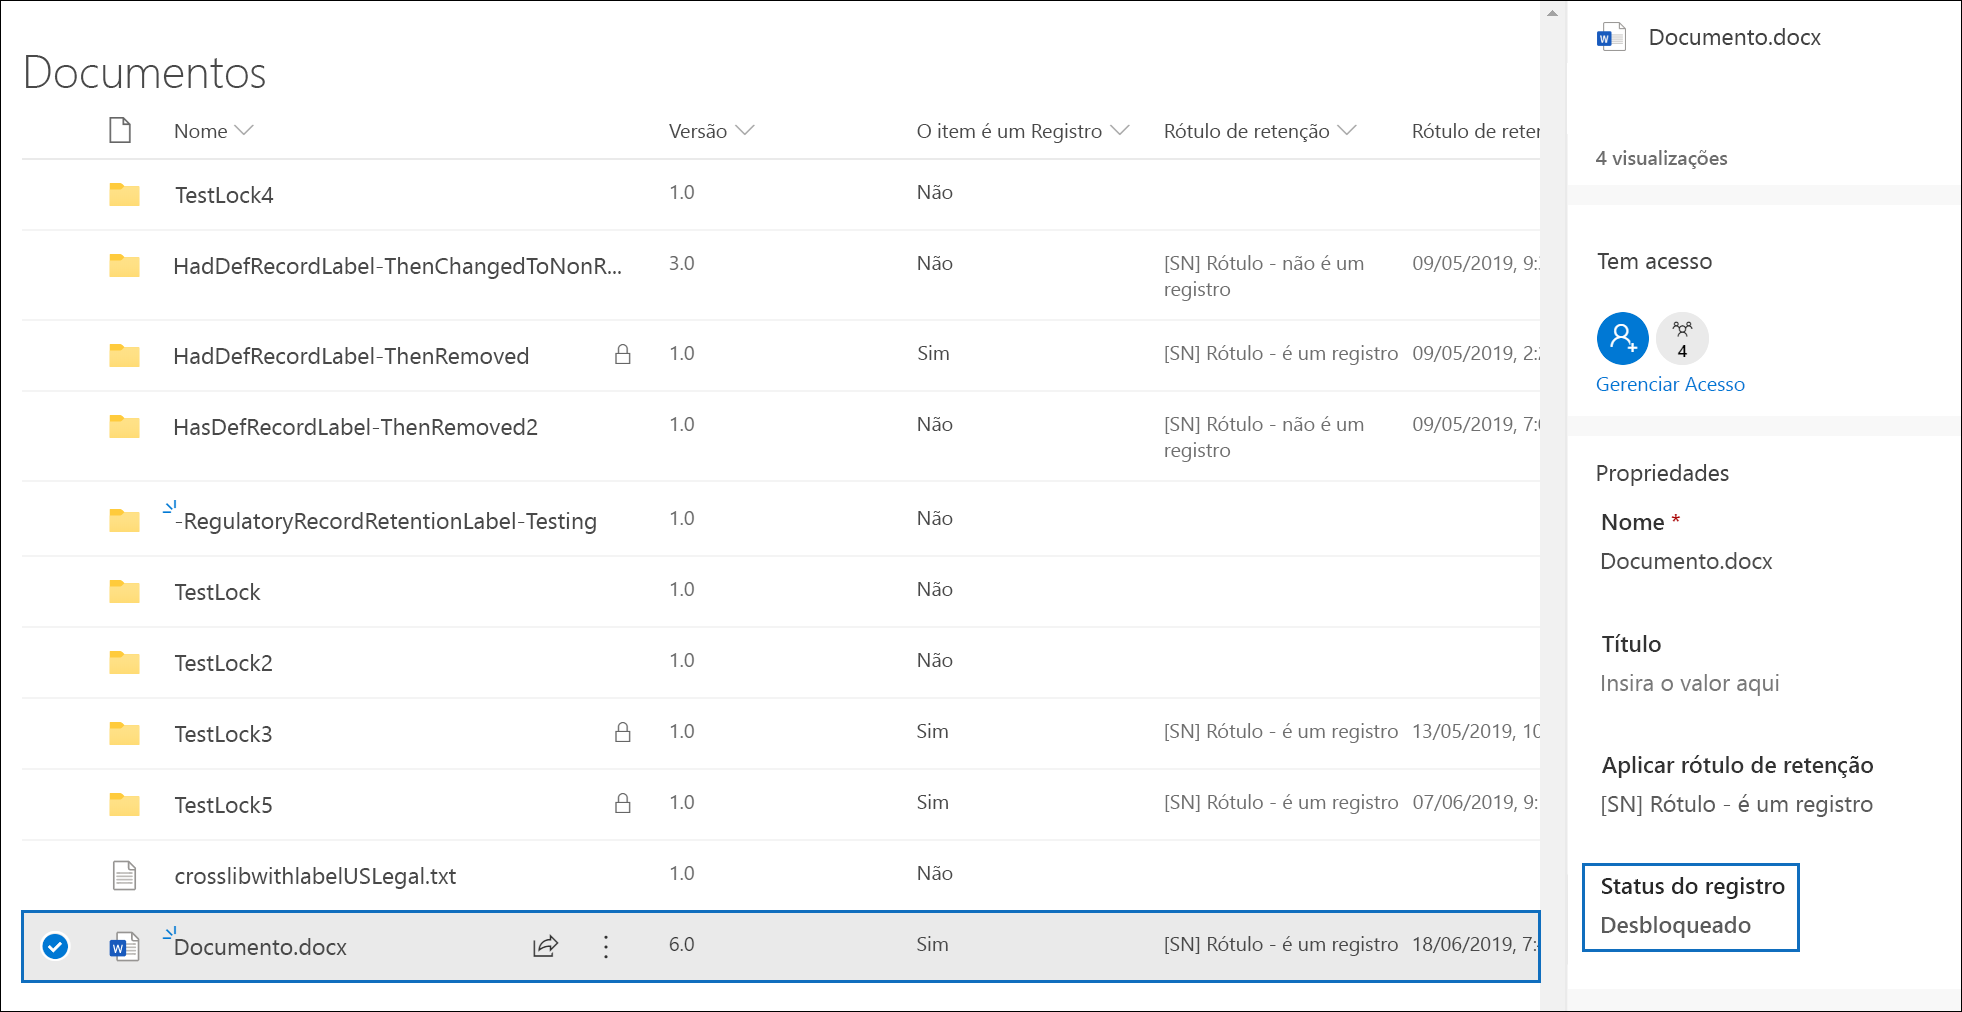 Documentos
Nome Versão O item é um Registro Rótulo de retenção Rótulo de reten
TestLock4 1.0 Não
HadDefRecordLabel-ThenChangedToNonR... 3.0 Não [SN] Rótulo - não é um 09/05/2019, 9:
registro
HadDefRecordLabel-ThenRemoved 1.0 Sim [SN] Rótulo - é um registro 09/05/2019, 2:
HasDefRecordLabel-ThenRemoved2 1.0 Não [SN] Rótulo - não é um 09/05/2019, 7:
registro
-RegulatoryRecordRetentionLabel-Testing 1.0 Não
TestLock 1.0 Não
TestLock2 1.0 Não
TestLock3 1.0 Sim [SN] Rótulo - é um registro 13/05/2019, 10
TestLock5 1.0 Sim [SN] Rótulo - é um registro 07/06/2019, 9:
crosslibwithlabelUSLegal.txt 1.0 Não
W Documento.docx 6.0 Sim [SN] Rótulo - é um registro 18/06/2019, 7:
W Documento.docx
4 visualizações
Tem acesso
4
Gerenciar Acesso
Propriedades
Nome *
Documento.docx
Título
Insira o valor aqui
Aplicar rótulo de retenção
[SN] Rótulo - é um registro
Status do registro
Desbloqueado